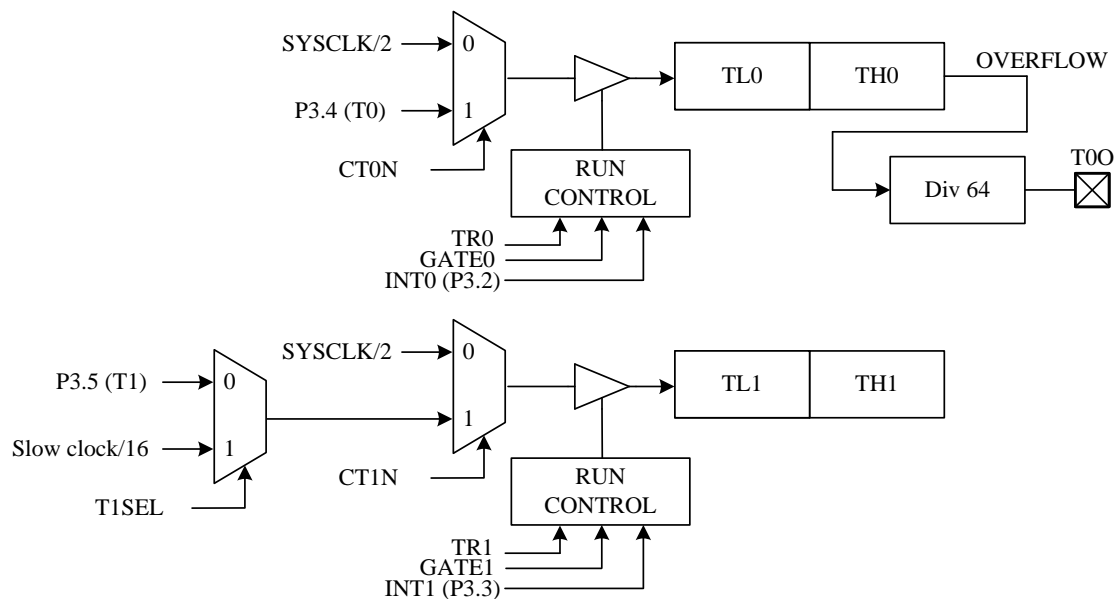 SYSCLK/2
0
TL0
TH0
OVERFLOW
P3.4 (T0)
1
CT0N
RUN
CONTROL
T0O
Div 64
TR0
GATE0
INT0 (P3.2)
SYSCLK/2
0
P3.5 (T1)
0
TL1
TH1
1
Slow clock/16
1
CT1N
RUN
CONTROL
T1SEL
TR1
GATE1
INT1 (P3.3)